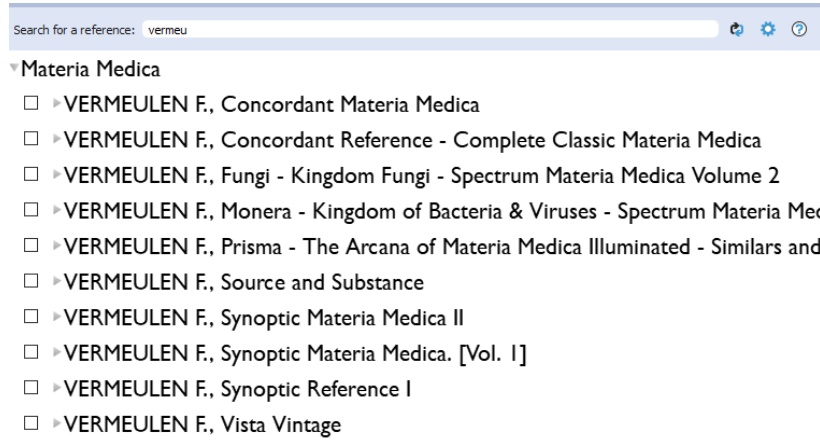 Search for a reference: vermeu
Materia Medica
VERMEULEN F., Concordant Materia Medica
VERMEULEN F., Concordant Reference - Complete Classic Materia Medica
VERMEULEN F., Fungi - Kingdom Fungi - Spectrum Materia Medica Volume 2
VERMEULEN F., Monera - Kingdom of Bacteria & Viruses - Spectrum Materia Med
VERMEULEN F., Prisma - The Arcana of Materia Medica Illuminated - Similars and
VERMEULEN F., Source and Substance
VERMEULEN F., Synoptic Materia Medica II
VERMEULEN F., Synoptic Materia Medica. [Vol. 1]
VERMEULEN F., Synoptic Reference I
VERMEULEN F., Vista Vintage